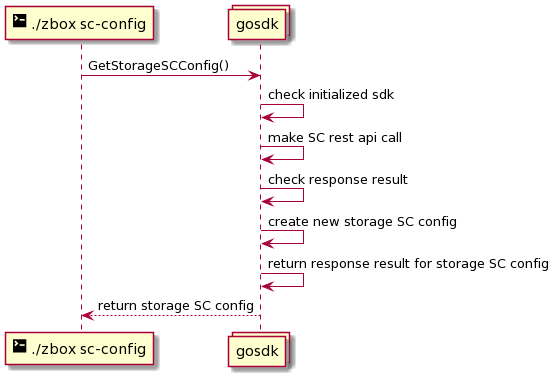 ./zbox sc-config
gosdk
GetStorageSCConfig()
check initialized sdk
make SC rest api call
check response result
create new storage SC config
return response result for storage SC config
return storage SC config
./zbox sc-config
gosdk